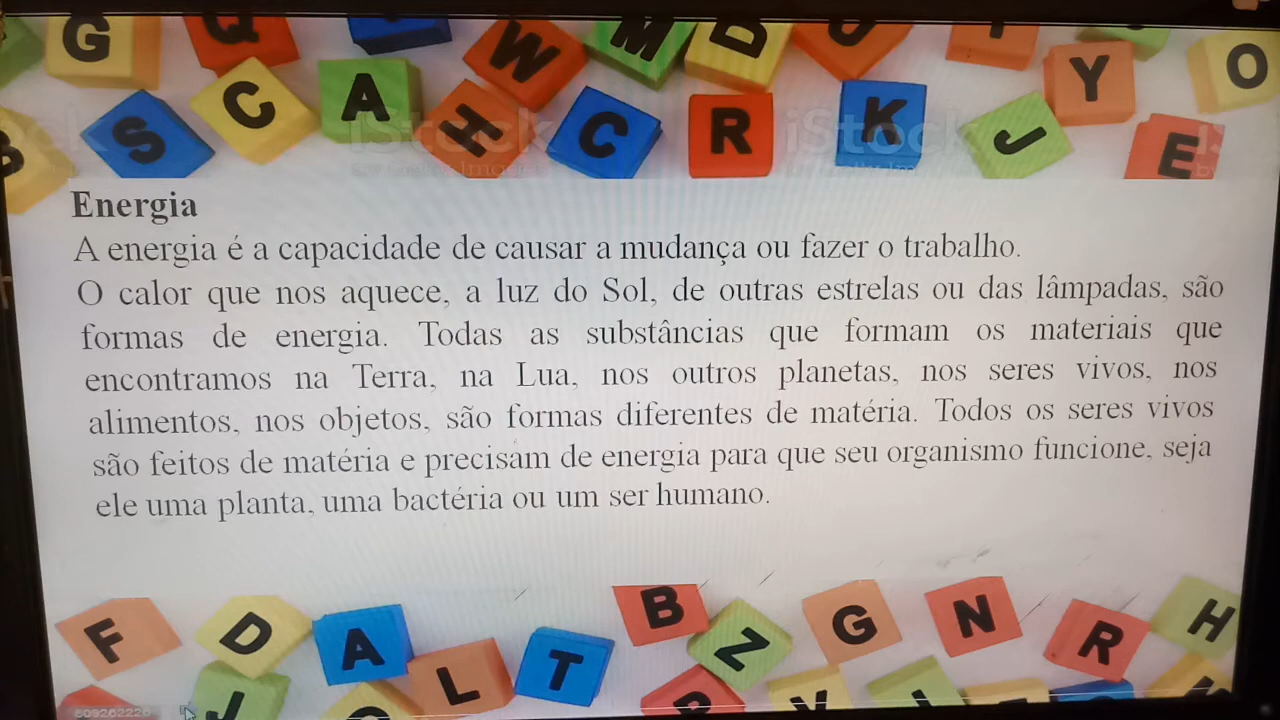 G Q W M D U Y O
S C A H C R K J E
iStock iStock
Energia
A energia é a capacidade de causar a mudança ou fazer o trabalho.
O calor que nos aquece, a luz do Sol, de outras estrelas ou das lâmpadas, são
formas de energia. Todas as substâncias que formam os materiais que
encontramos na Terra, na Lua, nos outros planetas, nos seres vivos, nos
alimentos, nos objetos, são formas diferentes de matéria. Todos os seres vivos
são feitos de matéria e precisam de energia para que seu organismo funcione, seja
ele uma planta, uma bactéria ou um ser humano.
F D A L T B Z G N R H
J
609262226